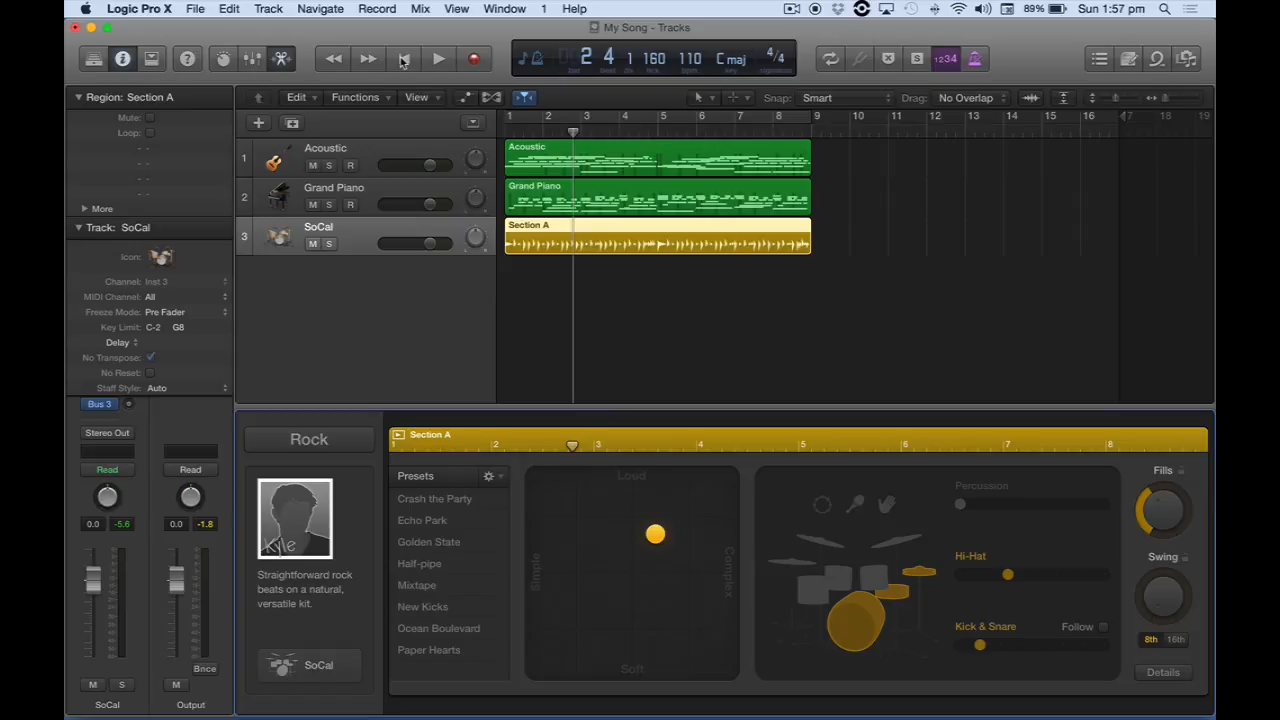 Logic Pro X File Edit Track Navigate Record Mix View Window 1 Help 89% Sun 1:57 pm
My Song - Tracks
2 4 1 160 110 C maj 4/4
1234
Region: Section A
Edit Functions View Snap: Smart Drag: No Overlap
Mute:
Loop:
More
1 2 3 4 5 6 7 8 9 10 11 12 13 14 15 16 17 18 19
1 Acoustic
M S R
Acoustic
2 Grand Piano
M S R
Grand Piano
3 SoCal
M S
Section A
Track: SoCal
Icon:
Channel: Inst 3
MIDI Channel: All
Freeze Mode: Pre Fader
Key Limit: C-2 G8
Delay
No Transpose:
No Reset:
Staff Style: Auto
Bus 3
Stereo Out
Read Read
0.0 -5.6 0.0 -1.8
Bnce
M S M
SoCal Output
Rock
Kyle
Straightforward rock
beats on a natural,
versatile kit.
SoCal
Section A
1 2 3 4 5 6 7 8
Presets
Crash the Party
Echo Park
Golden State
Half-pipe
Mixtape
New Kicks
Ocean Boulevard
Paper Hearts
Loud
Simple
Complex
Soft
Percussion
Hi-Hat
Kick & Snare Follow
Fills
Swing
8th 16th
Details